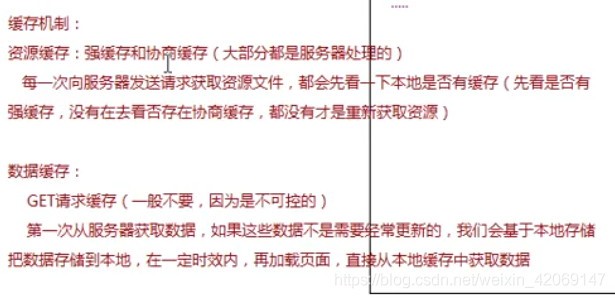 .....
缓存机制：
资源缓存：强缓存和协商缓存（大部分都是服务器处理的）
每一次向服务器发送请求获取资源文件，都会先看一下本地是否有缓存（先看是否有
强缓存，没有在去看否存在协商缓存，都没有才是重新获取资源）
数据缓存：
GET请求缓存（一般不要，因为是不可控的）
第一次从服务器获取数据，如果这些数据不是需要经常更新的，我们会基于本地存储
把数据存储到本地，在一定时效内，再加载页面，直接从本地缓存中获取数据
https://blog.csdn.net/weixin_42069147